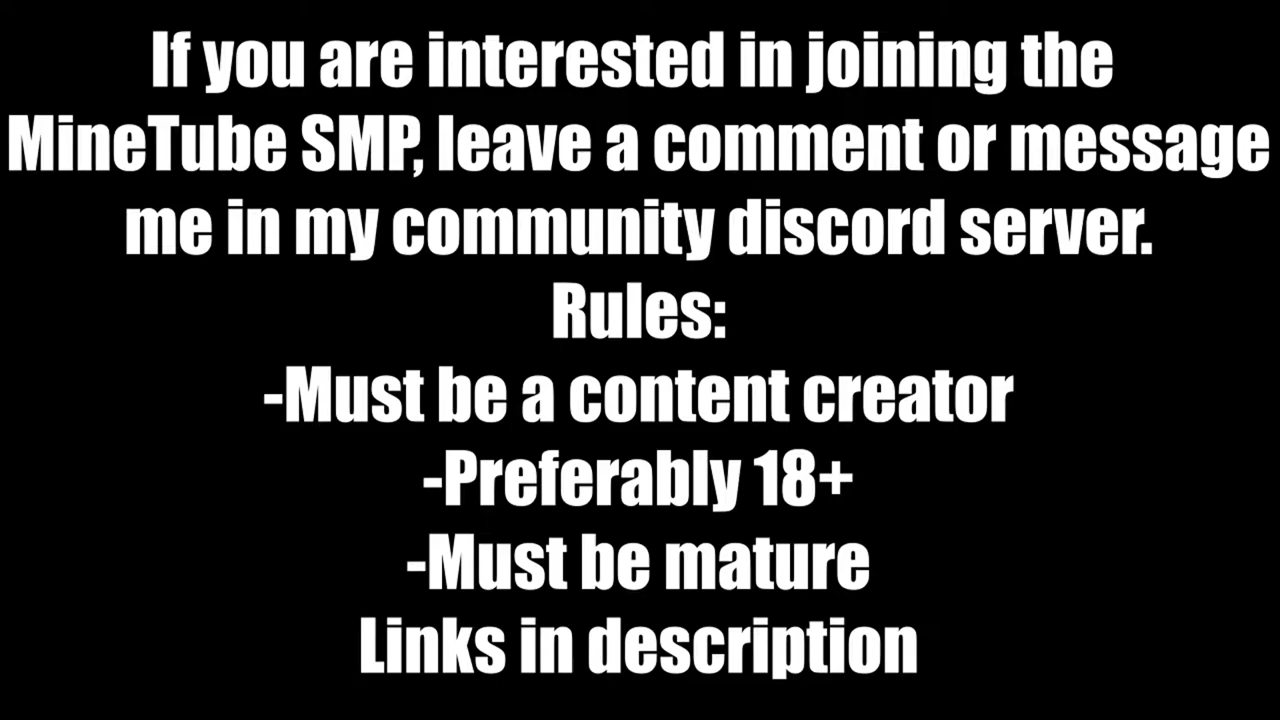 If you are interested in joining the
MineTube SMP, leave a comment or message
me in my community discord server.
Rules:
-Must be a content creator
-Preferably 18+
-Must be mature
Links in description